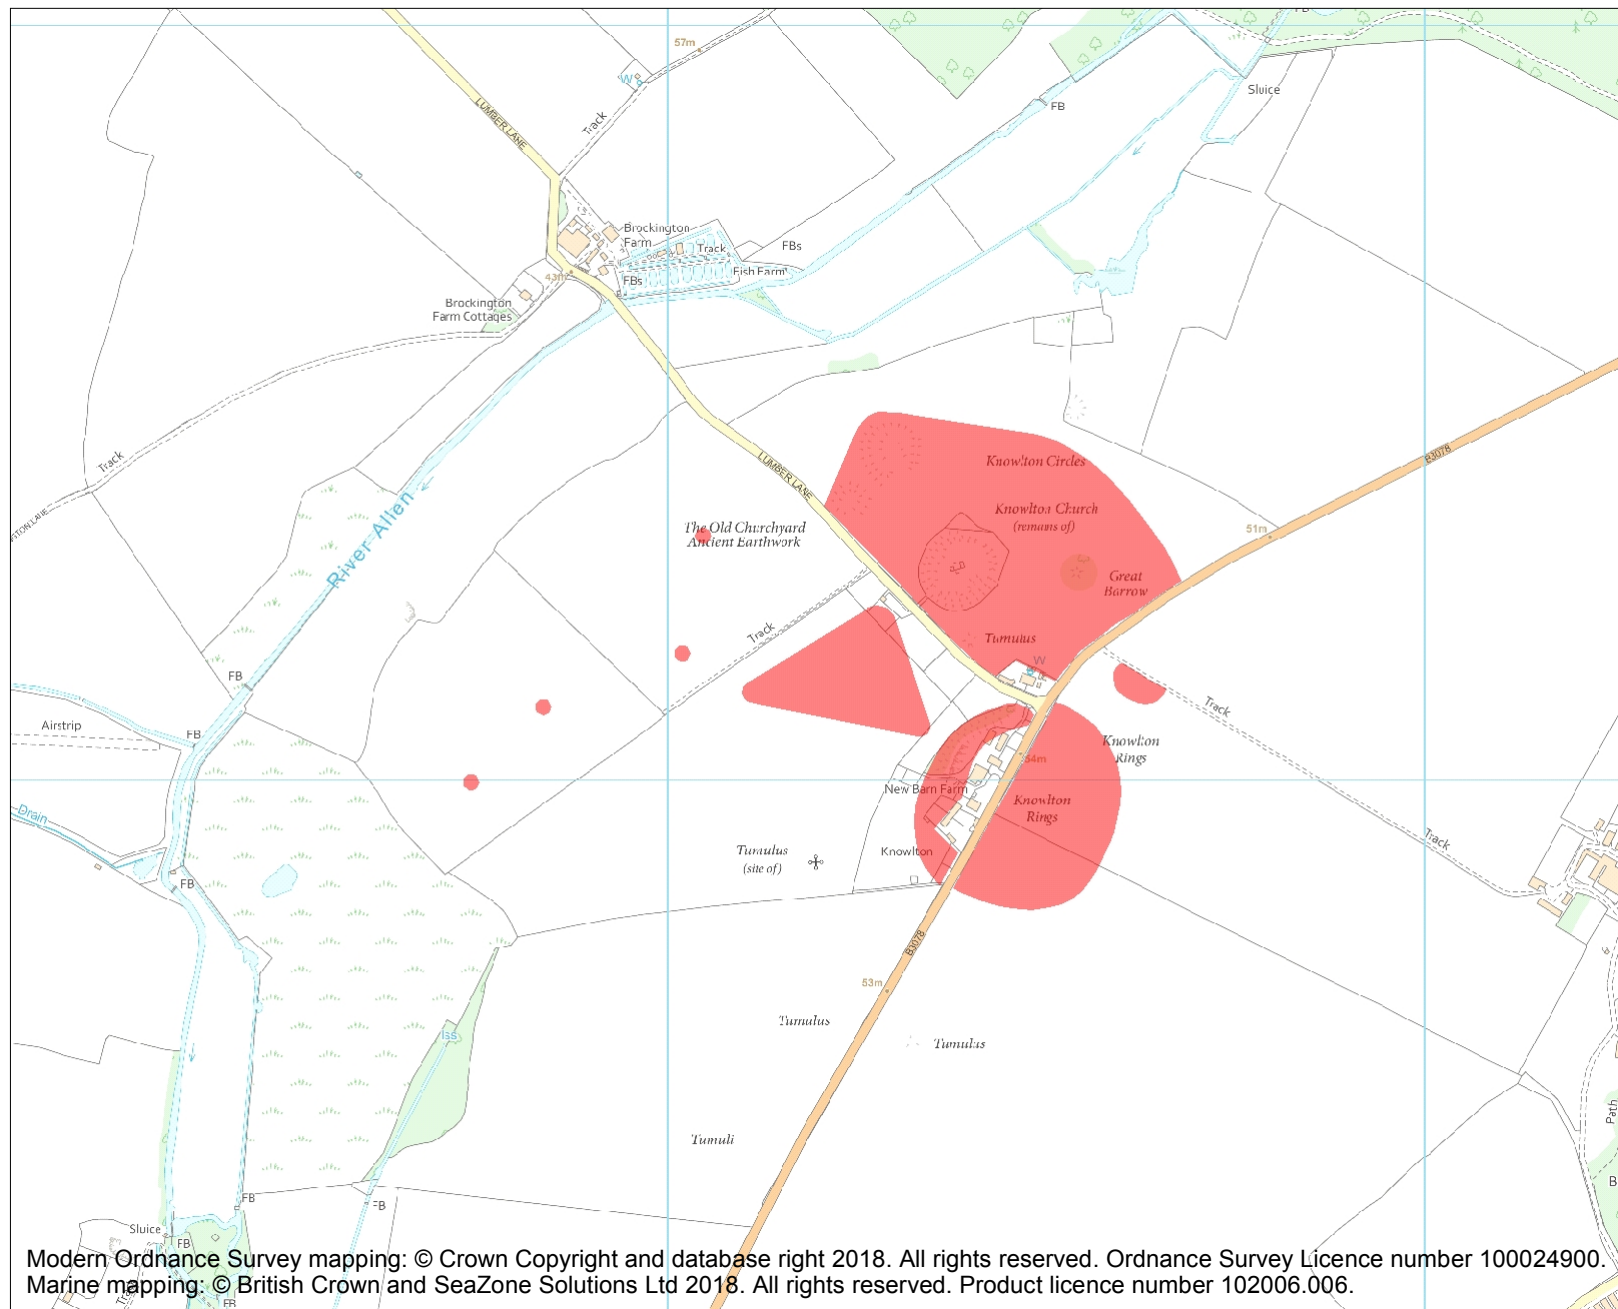 57m
W
FB
FB
Sluice
LUMBER LANE
Track
Brockington
Farm
Track
FBs
Fish Farm
FBs
43m
Brockington
Farm Cottages
Track
LUMBER LANE
B3078
Knowlton Circles
Knowlton Church
(remains of)
51m
The Old Churchyard
Ancient Earthwork
River Allen
Great
Barrow
Track
Tumulus
W
FB
Track
Airstrip
FB
Knowlton
Rings
54m
New Barn Farm
Knowlton
Rings
Drain
Track
Tumulus
(site of)
Knowlton
FB
B3078
53m
Tumulus
Tumulus
Iss
Path
Tumuli
B
FB
FB
Sluice
FB
Track
FB
Modern Ordnance Survey mapping: © Crown Copyright and database right 2018. All rights reserved. Ordnance Survey Licence number 100024900.
Marine mapping: © British Crown and SeaZone Solutions Ltd 2018. All rights reserved. Product licence number 102006.006.